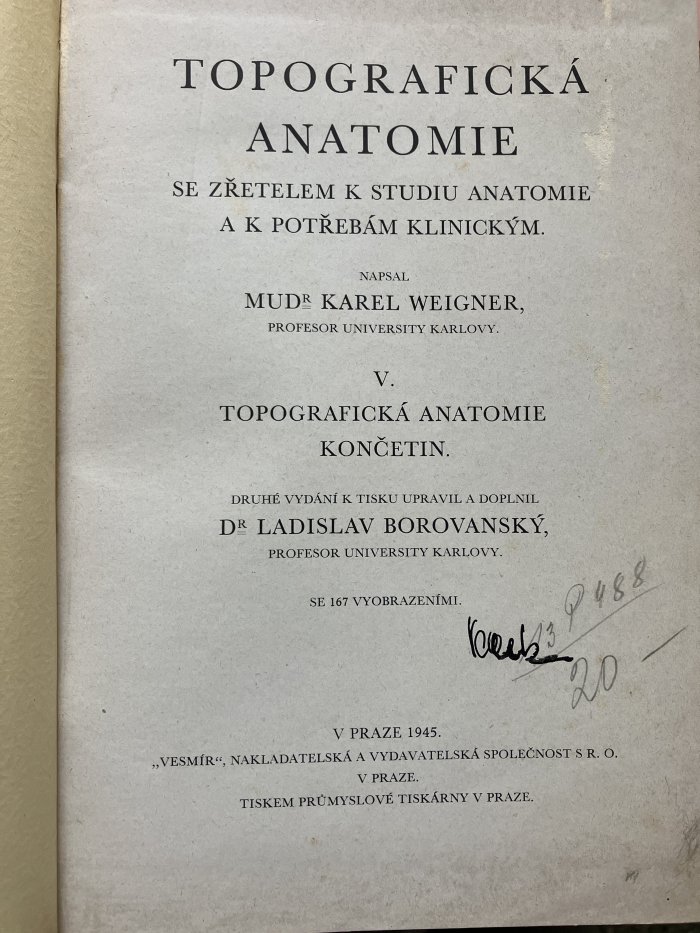 TOPOGRAFICKÁ
ANATOMIE
SE ZŘETELEM K STUDIU ANATOMIE
A K POTŘEBÁM KLINICKÝM.
NAPSAL
MUDR KAREL WEIGNER,
PROFESOR UNIVERSITY KARLOVY.
V.
TOPOGRAFICKÁ ANATOMIE
KONČETIN.
DRUHÉ VYDÁNÍ K TISKU UPRAVIL A DOPLNIL
DR LADISLAV BOROVANSKÝ,
PROFESOR UNIVERSITY KARLOVY.
SE 167 VYOBRAZENÍMI.
P 488
20 –
V PRAZE 1945.
„VESMÍR“, NAKLADATELSKÁ A VYDAVATELSKÁ SPOLEČNOST S R. O.
V PRAZE.
TISKEM PRŮMYSLOVÉ TISKÁRNY V PRAZE.